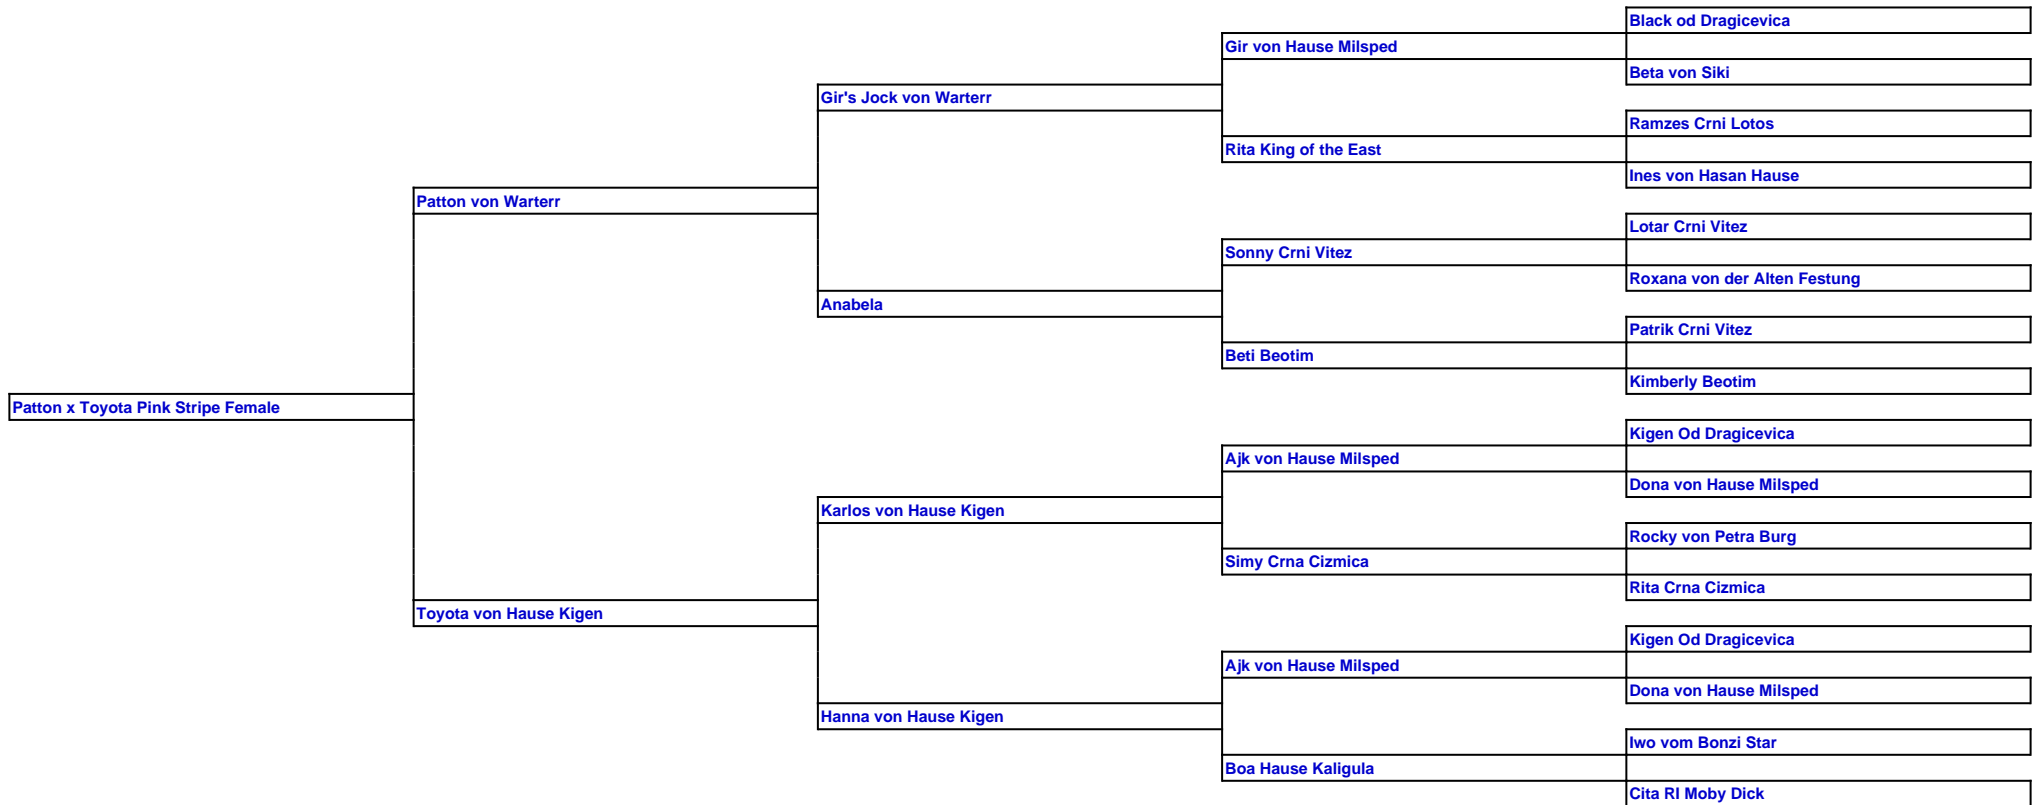 Black od Dragicevica
Gir von Hause Milsped
Beta von Siki
Gir's Jock von Warterr
Ramzes Crni Lotos
Rita King of the East
Ines von Hasan Hause
Patton von Warterr
Lotar Crni Vitez
Sonny Crni Vitez
Roxana von der Alten Festung
Anabela
Patrik Crni Vitez
Beti Beotim
Kimberly Beotim
Patton x Toyota Pink Stripe Female
Kigen Od Dragicevica
Ajk von Hause Milsped
Dona von Hause Milsped
Karlos von Hause Kigen
Rocky von Petra Burg
Simy Crna Cizmica
Rita Crna Cizmica
Toyota von Hause Kigen
Kigen Od Dragicevica
Ajk von Hause Milsped
Dona von Hause Milsped
Hanna von Hause Kigen
Iwo vom Bonzi Star
Boa Hause Kaligula
Cita RI Moby Dick